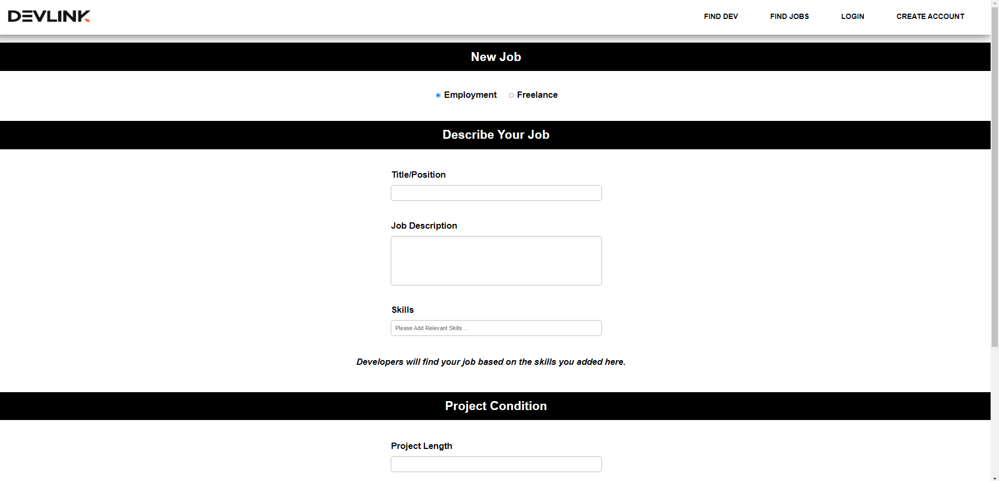 DEVLINK
FIND DEV
FIND JOBS
LOGIN
CREATE ACCOUNT
New Job
Employment
Freelance
Describe Your Job
Title/Position
Job Description
Skills
Please Add Relevant Skills ...
Developers will find your job based on the skills you added here.
Project Condition
Project Length